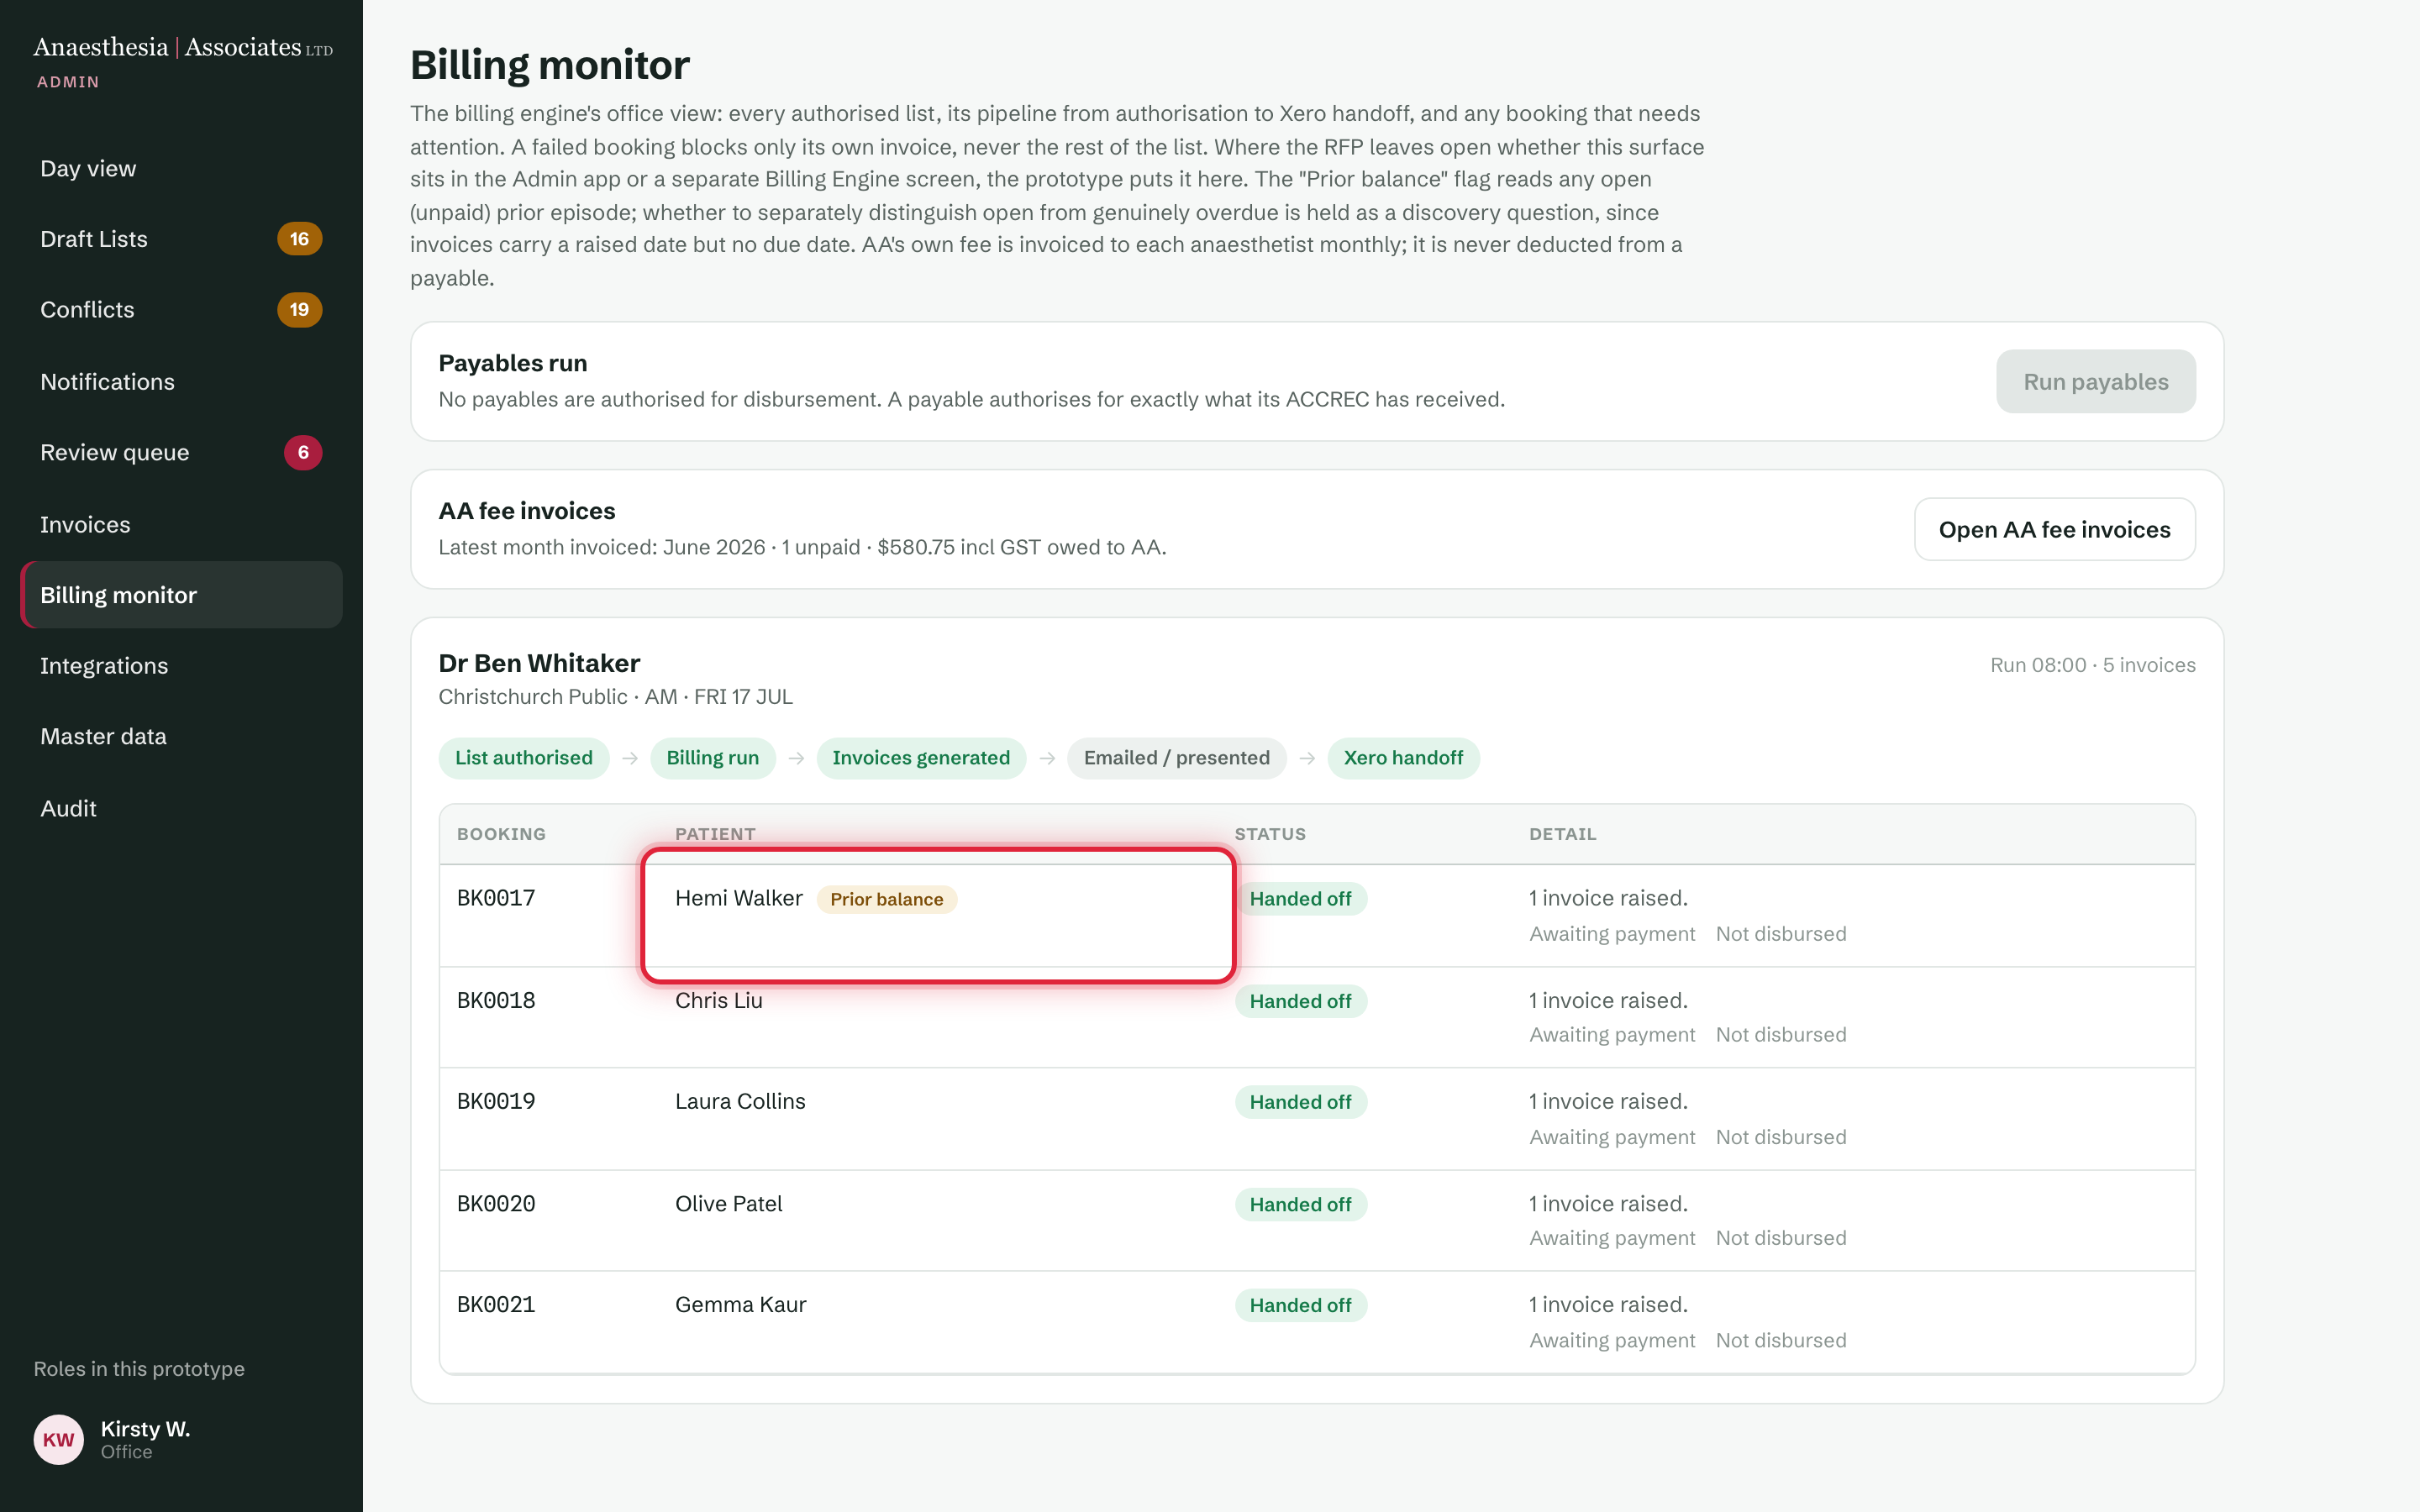 Anaesthesia | Associates LTD
ADMIN
Day view
Draft Lists 16
Conflicts 19
Notifications
Review queue 6
Invoices
Billing monitor
Integrations
Master data
Audit
Roles in this prototype
KW
Kirsty W.
Office
Billing monitor
The billing engine's office view: every authorised list, its pipeline from authorisation to Xero handoff, and any booking that needs
attention. A failed booking blocks only its own invoice, never the rest of the list. Where the RFP leaves open whether this surface
sits in the Admin app or a separate Billing Engine screen, the prototype puts it here. The "Prior balance" flag reads any open
(unpaid) prior episode; whether to separately distinguish open from genuinely overdue is held as a discovery question, since
invoices carry a raised date but no due date. AA's own fee is invoiced to each anaesthetist monthly; it is never deducted from a
payable.
Payables run
No payables are authorised for disbursement. A payable authorises for exactly what its ACCREC has received.
Run payables
AA fee invoices
Latest month invoiced: June 2026 · 1 unpaid · $580.75 incl GST owed to AA.
Open AA fee invoices
Dr Ben Whitaker
Run 08:00 · 5 invoices
Christchurch Public · AM · FRI 17 JUL
List authorised → Billing run → Invoices generated → Emailed / presented → Xero handoff
BOOKING PATIENT STATUS DETAIL
BK0017 Hemi Walker Prior balance Handed off 1 invoice raised.
Awaiting payment Not disbursed
BK0018 Chris Liu Handed off 1 invoice raised.
Awaiting payment Not disbursed
BK0019 Laura Collins Handed off 1 invoice raised.
Awaiting payment Not disbursed
BK0020 Olive Patel Handed off 1 invoice raised.
Awaiting payment Not disbursed
BK0021 Gemma Kaur Handed off 1 invoice raised.
Awaiting payment Not disbursed